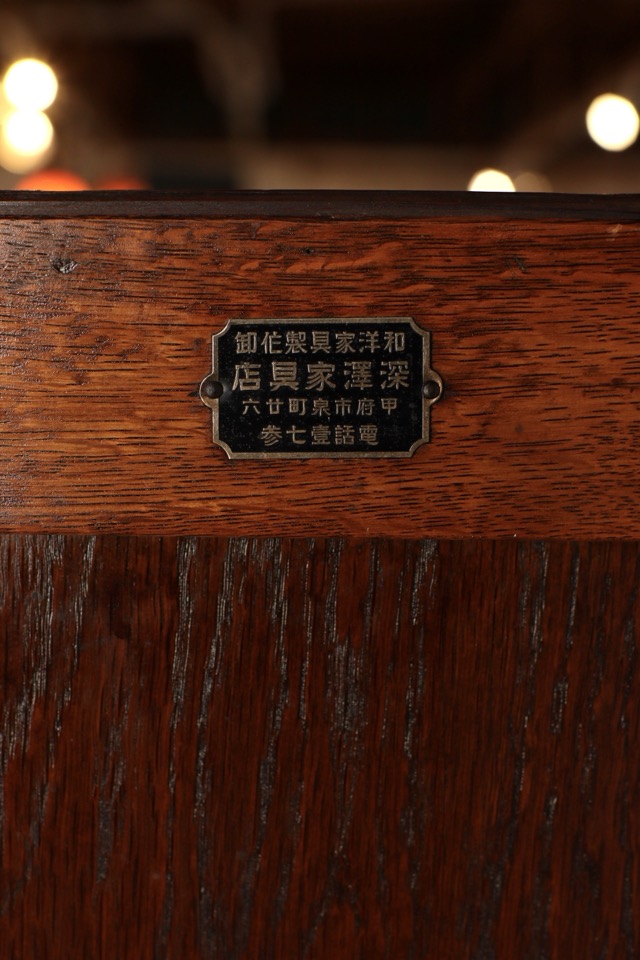 和洋家具製作卸
深澤家具店
甲府市泉町廿六
電話壹七参